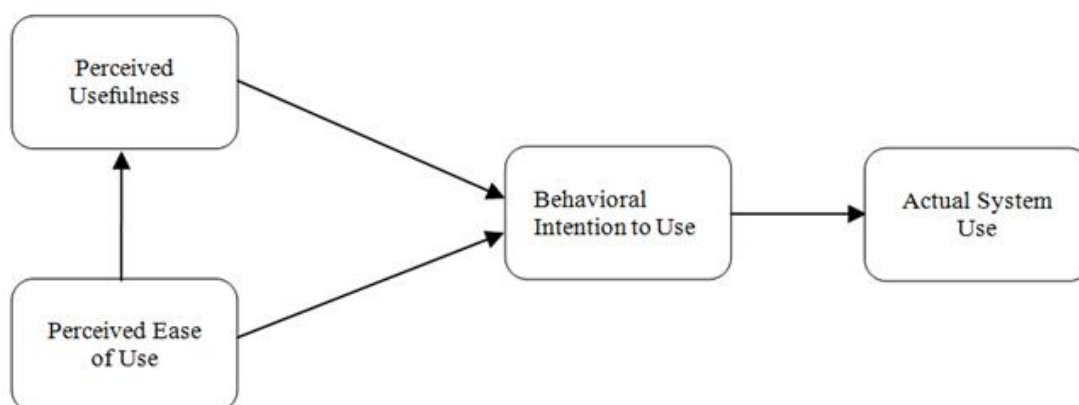 Perceived
Usefulness
Behavioral
Intention to Use
Actual System
Use
Perceived Ease
of Use